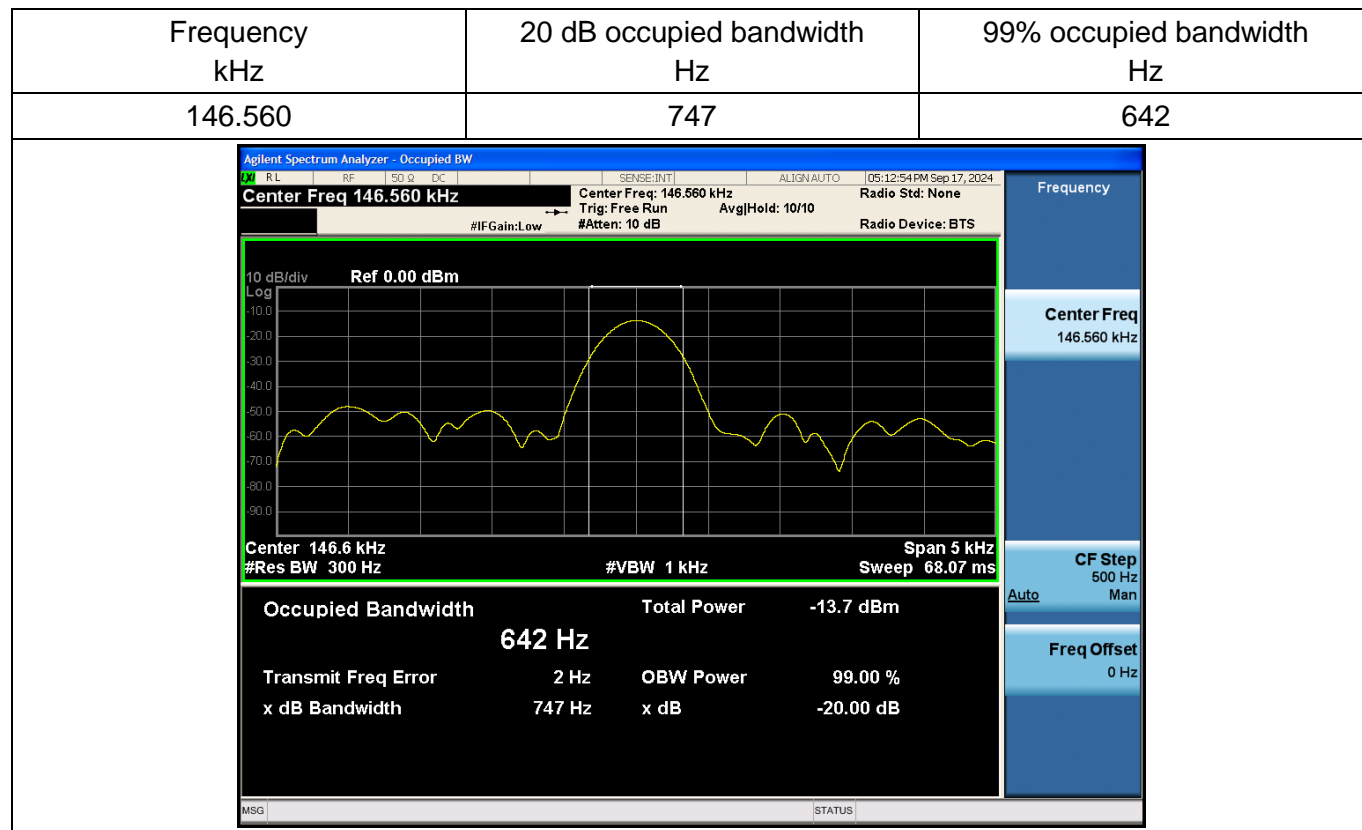 Frequency
kHz
20 dB occupied bandwidth
Hz
99% occupied bandwidth
Hz
146.560
747
642
Agilent Spectrum Analyzer - Occupied BW
LXI RL RF 50 Ω DC SENSE:INT ALIGN AUTO 05:12:54 PM Sep 17, 2024
Center Freq 146.560 kHz
Center Freq: 146.560 kHz
Radio Std: None
Trig: Free Run Avg|Hold: 10/10
#IFGain:Low
#Atten: 10 dB
Radio Device: BTS
10 dB/div Ref 0.00 dBm
Log
-10.0
-20.0
-30.0
-40.0
-50.0
-60.0
-70.0
-80.0
-90.0
Center 146.6 kHz
Span 5 kHz
#Res BW 300 Hz
#VBW 1 kHz
Sweep 68.07 ms
Occupied Bandwidth
642 Hz
Total Power -13.7 dBm
Transmit Freq Error 2 Hz
OBW Power 99.00 %
x dB Bandwidth 747 Hz
x dB -20.00 dB
MSG
STATUS
Frequency
Center Freq
146.560 kHz
CF Step
500 Hz
Auto Man
Freq Offset
0 Hz